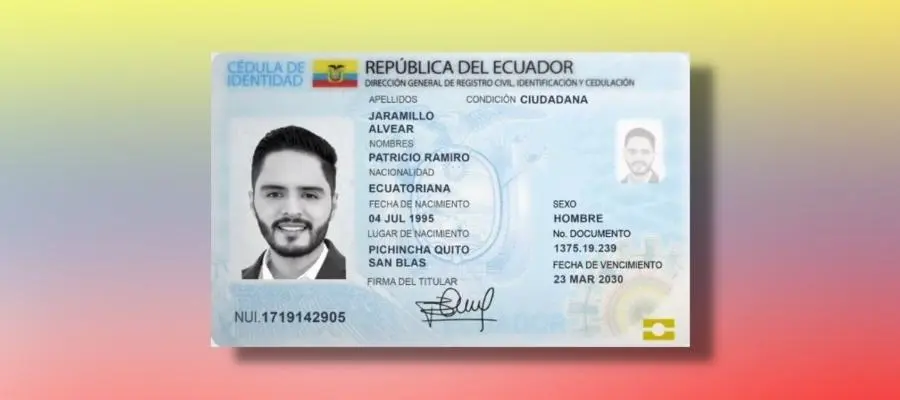 CÉDULA DE
IDENTIDAD
REPÚBLICA DEL ECUADOR
DIRECCIÓN GENERAL DE REGISTRO CIVIL, IDENTIFICACIÓN Y CEDULACIÓN
APELLIDOS
CONDICIÓN CIUDADANA
JARAMILLO
ALVEAR
NOMBRES
PATRICIO RAMIRO
NACIONALIDAD
ECUATORIANA
FECHA DE NACIMIENTO
04 JUL 1995
LUGAR DE NACIMIENTO
PICHINCHA QUITO
SAN BLAS
FIRMA DEL TITULAR
SEXO
HOMBRE
No. DOCUMENTO
1375.19.239
FECHA DE VENCIMIENTO
23 MAR 2030
NUI.1719142905